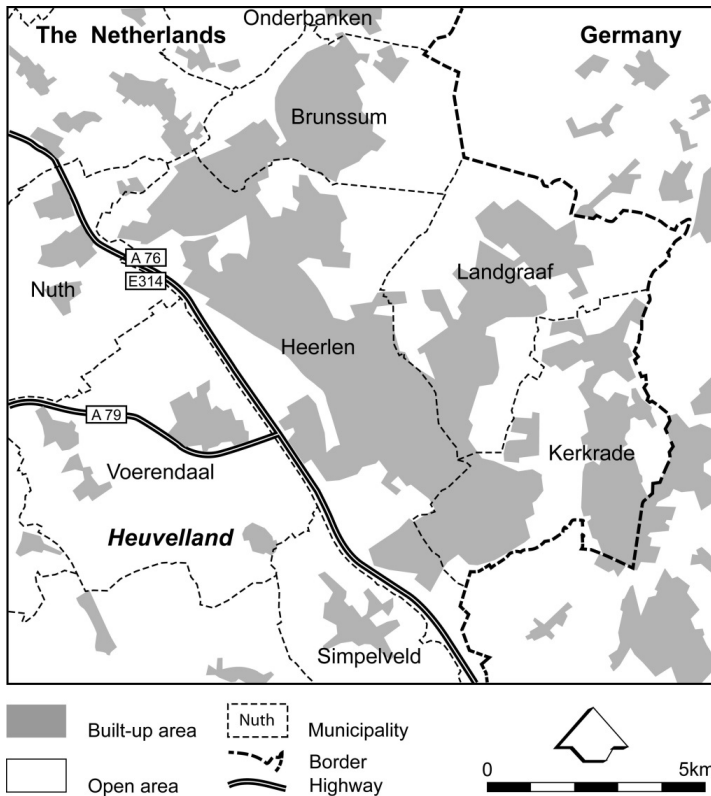 Onderbanken
The Netherlands
Germany
Brunssum
A 76
Landgraaf
E314
Nuth
Heerlen
A 79
Kerkrade
Voerendaal
Heuvelland
Simpelveld
Built-up area
Nuth
Municipality
Border
Open area
Highway
0
5km